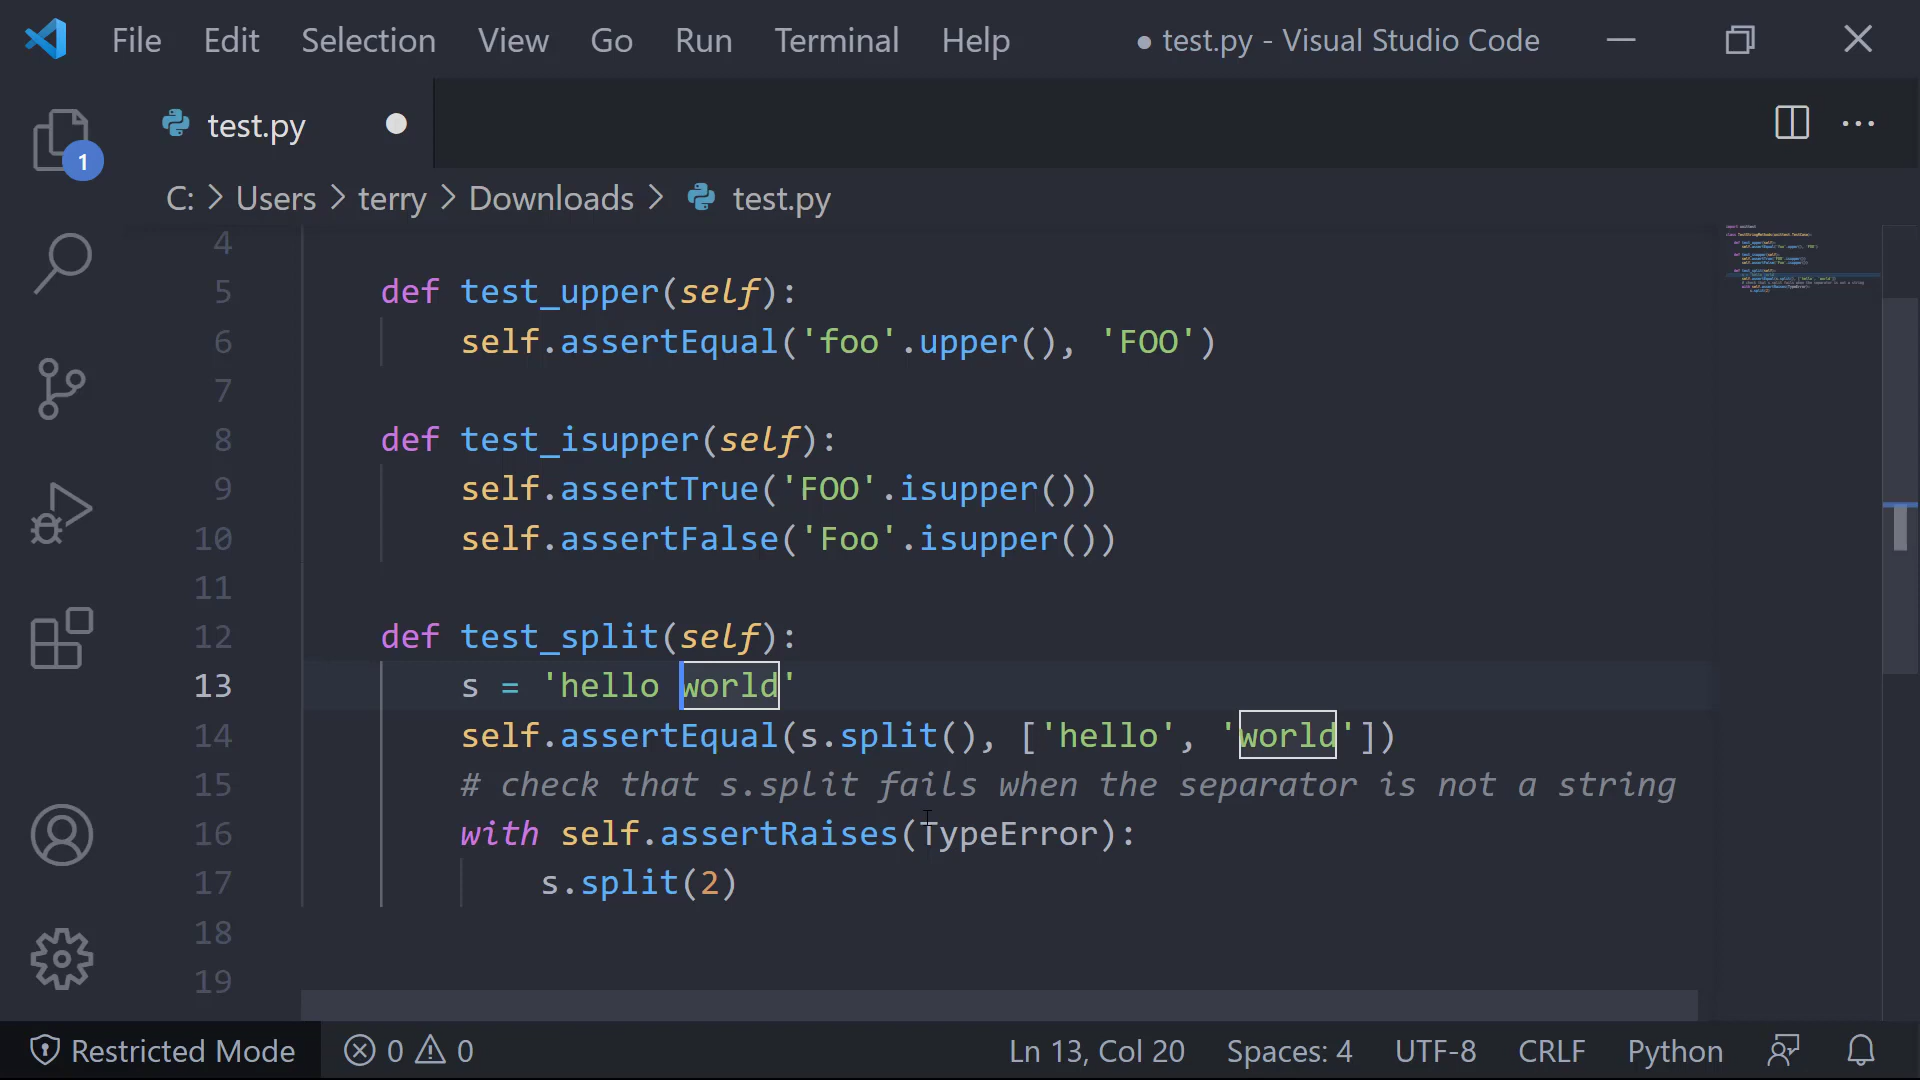 File Edit Selection View Go Run Terminal Help ● test.py - Visual Studio Code
test.py
1
C: > Users > terry > Downloads > test.py
4
5 def test_upper(self):
6 self.assertEqual('foo'.upper(), 'FOO')
7
8 def test_isupper(self):
9 self.assertTrue('FOO'.isupper())
10 self.assertFalse('Foo'.isupper())
11
12 def test_split(self):
13 s = 'hello world'
14 self.assertEqual(s.split(), ['hello', 'world'])
15 # check that s.split fails when the separator is not a string
16 with self.assertRaises(TypeError):
17 s.split(2)
18
19
Restricted Mode 0 0 Ln 13, Col 20 Spaces: 4 UTF-8 CRLF Python